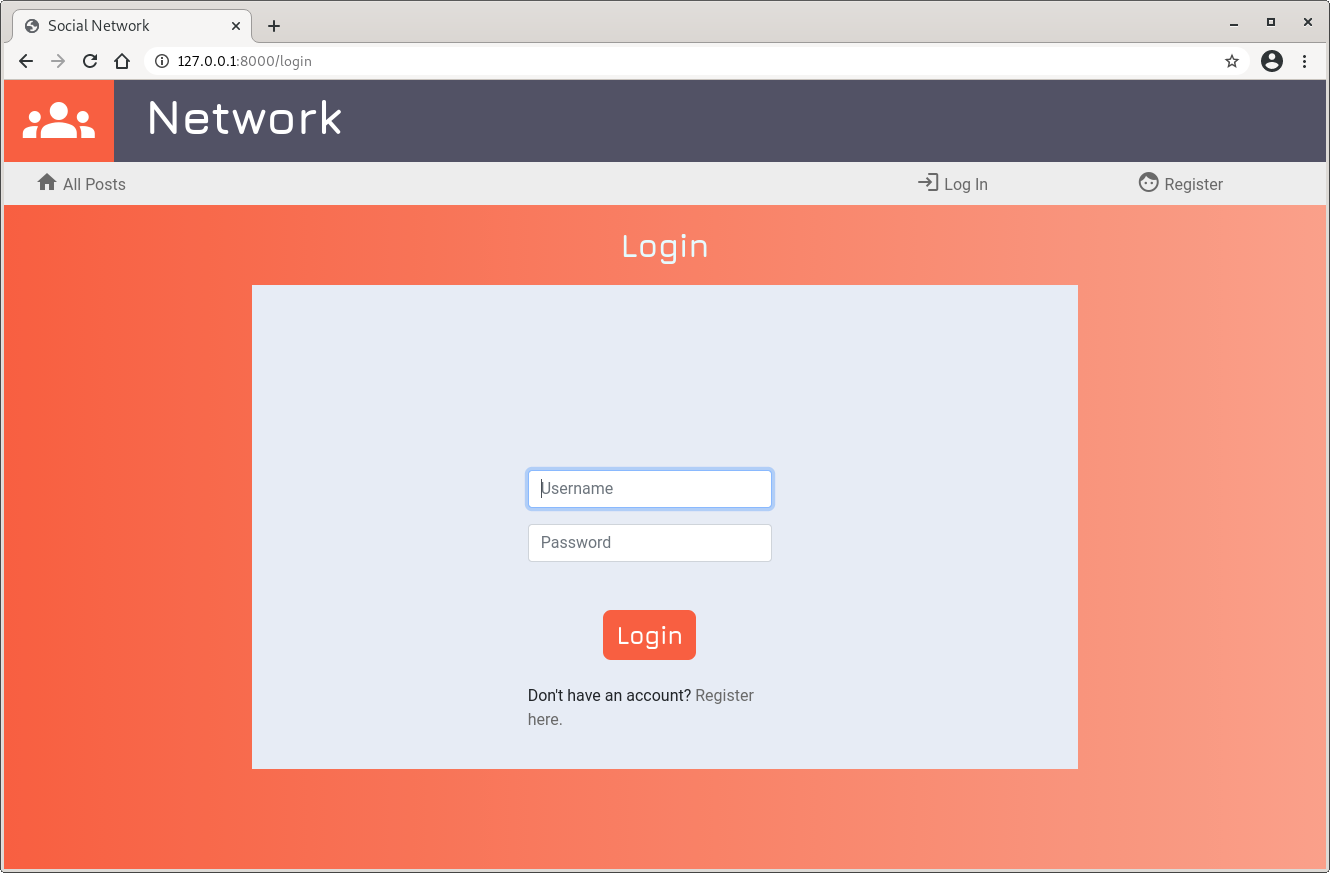 Social Network
127.0.0.1:8000/login
Network
All Posts Log In Register
Login
Username
Password
Login
Don't have an account? Register
here.